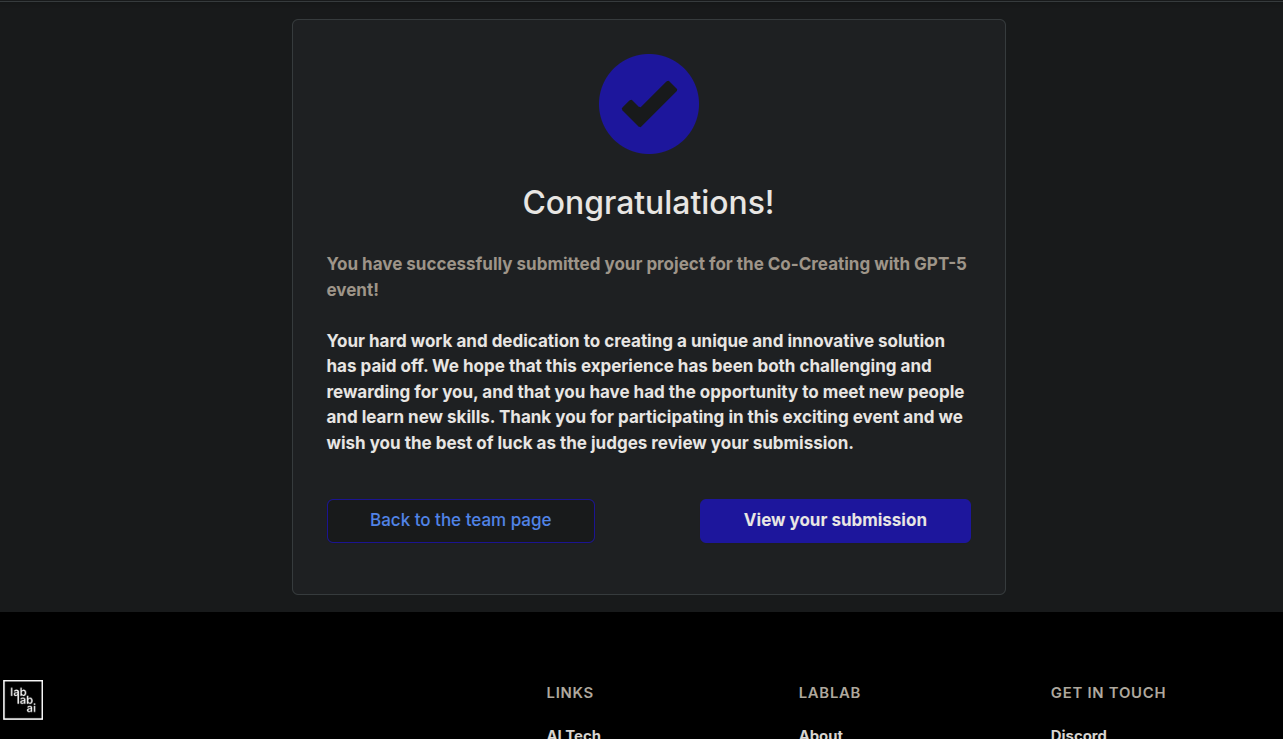 Congratulations!
You have successfully submitted your project for the Co-Creating with GPT-5
event!
Your hard work and dedication to creating a unique and innovative solution
has paid off. We hope that this experience has been both challenging and
rewarding for you, and that you have had the opportunity to meet new people
and learn new skills. Thank you for participating in this exciting event and we
wish you the best of luck as the judges review your submission.
Back to the team page
View your submission
lab
lab
ai
LINKS
LABLAB
GET IN TOUCH
AI Tech
About
Discord